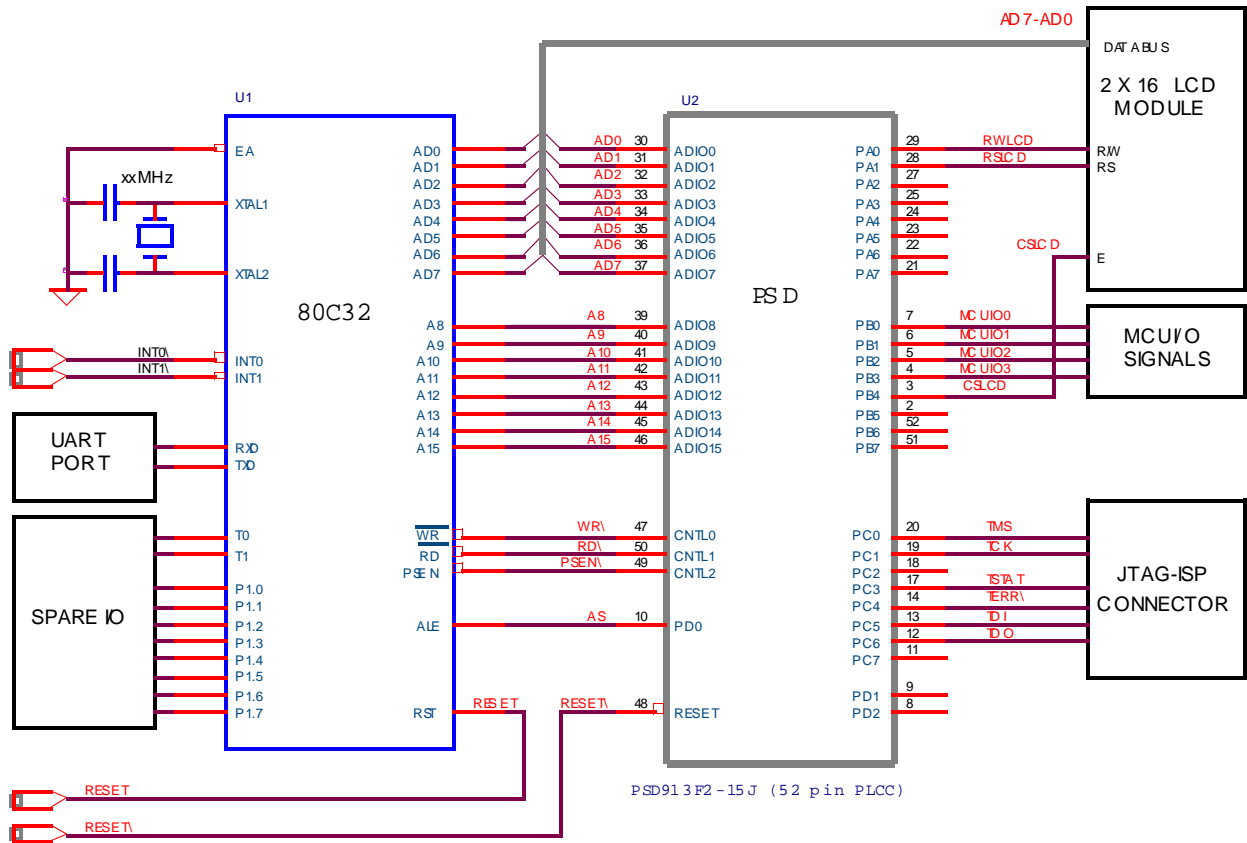 AD7-AD0
DATABUS
2 X 16 LCD
MODULE
R/W
RS
E
U1
EA
XTAL1
XTAL2
xxMHz
80C32
INT0\
INT1\
INT0
INT1
UART
PORT
RXD
TXD
SPARE IO
T0
T1
P1.0
P1.1
P1.2
P1.3
P1.4
P1.5
P1.6
P1.7
AD0
AD1
AD2
AD3
AD4
AD5
AD6
AD7
A8
A9
A10
A11
A12
A13
A14
A15
WR
RD
PSEN
ALE
RST
AD0 30
AD1 31
AD2 32
AD3 33
AD4 34
AD5 35
AD6 36
AD7 37
A8 39
A9 40
A10 41
A11 42
A12 43
A13 44
A14 45
A15 46
WR\ 47
RD\ 50
PSEN\ 49
AS 10
RESET
RESET\ 48
U2
PSD
ADIO0
ADIO1
ADIO2
ADIO3
ADIO4
ADIO5
ADIO6
ADIO7
ADIO8
ADIO9
ADIO10
ADIO11
ADIO12
ADIO13
ADIO14
ADIO15
CNTL0
CNTL1
CNTL2
PD0
RESET
PA0 29 RWLCD
PA1 28 RSLCD
PA2 27
PA3 25
PA4 24
PA5 23
PA6 22
PA7 21
CSLCD
PB0 7 MCUIO0
PB1 6 MCUIO1
PB2 5 MCUIO2
PB3 4 MCUIO3
PB4 3 CSLCD
PB5 2
PB6 52
PB7 51
MCUI/O
SIGNALS
PC0 20 TMS
PC1 19 TCK
PC2 18
PC3 17 TSTAT
PC4 14 TERR\
PC5 13 TDI
PC6 12 TDO
PC7 11
PD1 9
PD2 8
JTAG-ISP
CONNECTOR
PSD913F2-15J (52 pin PLCC)
RESET
RESET\